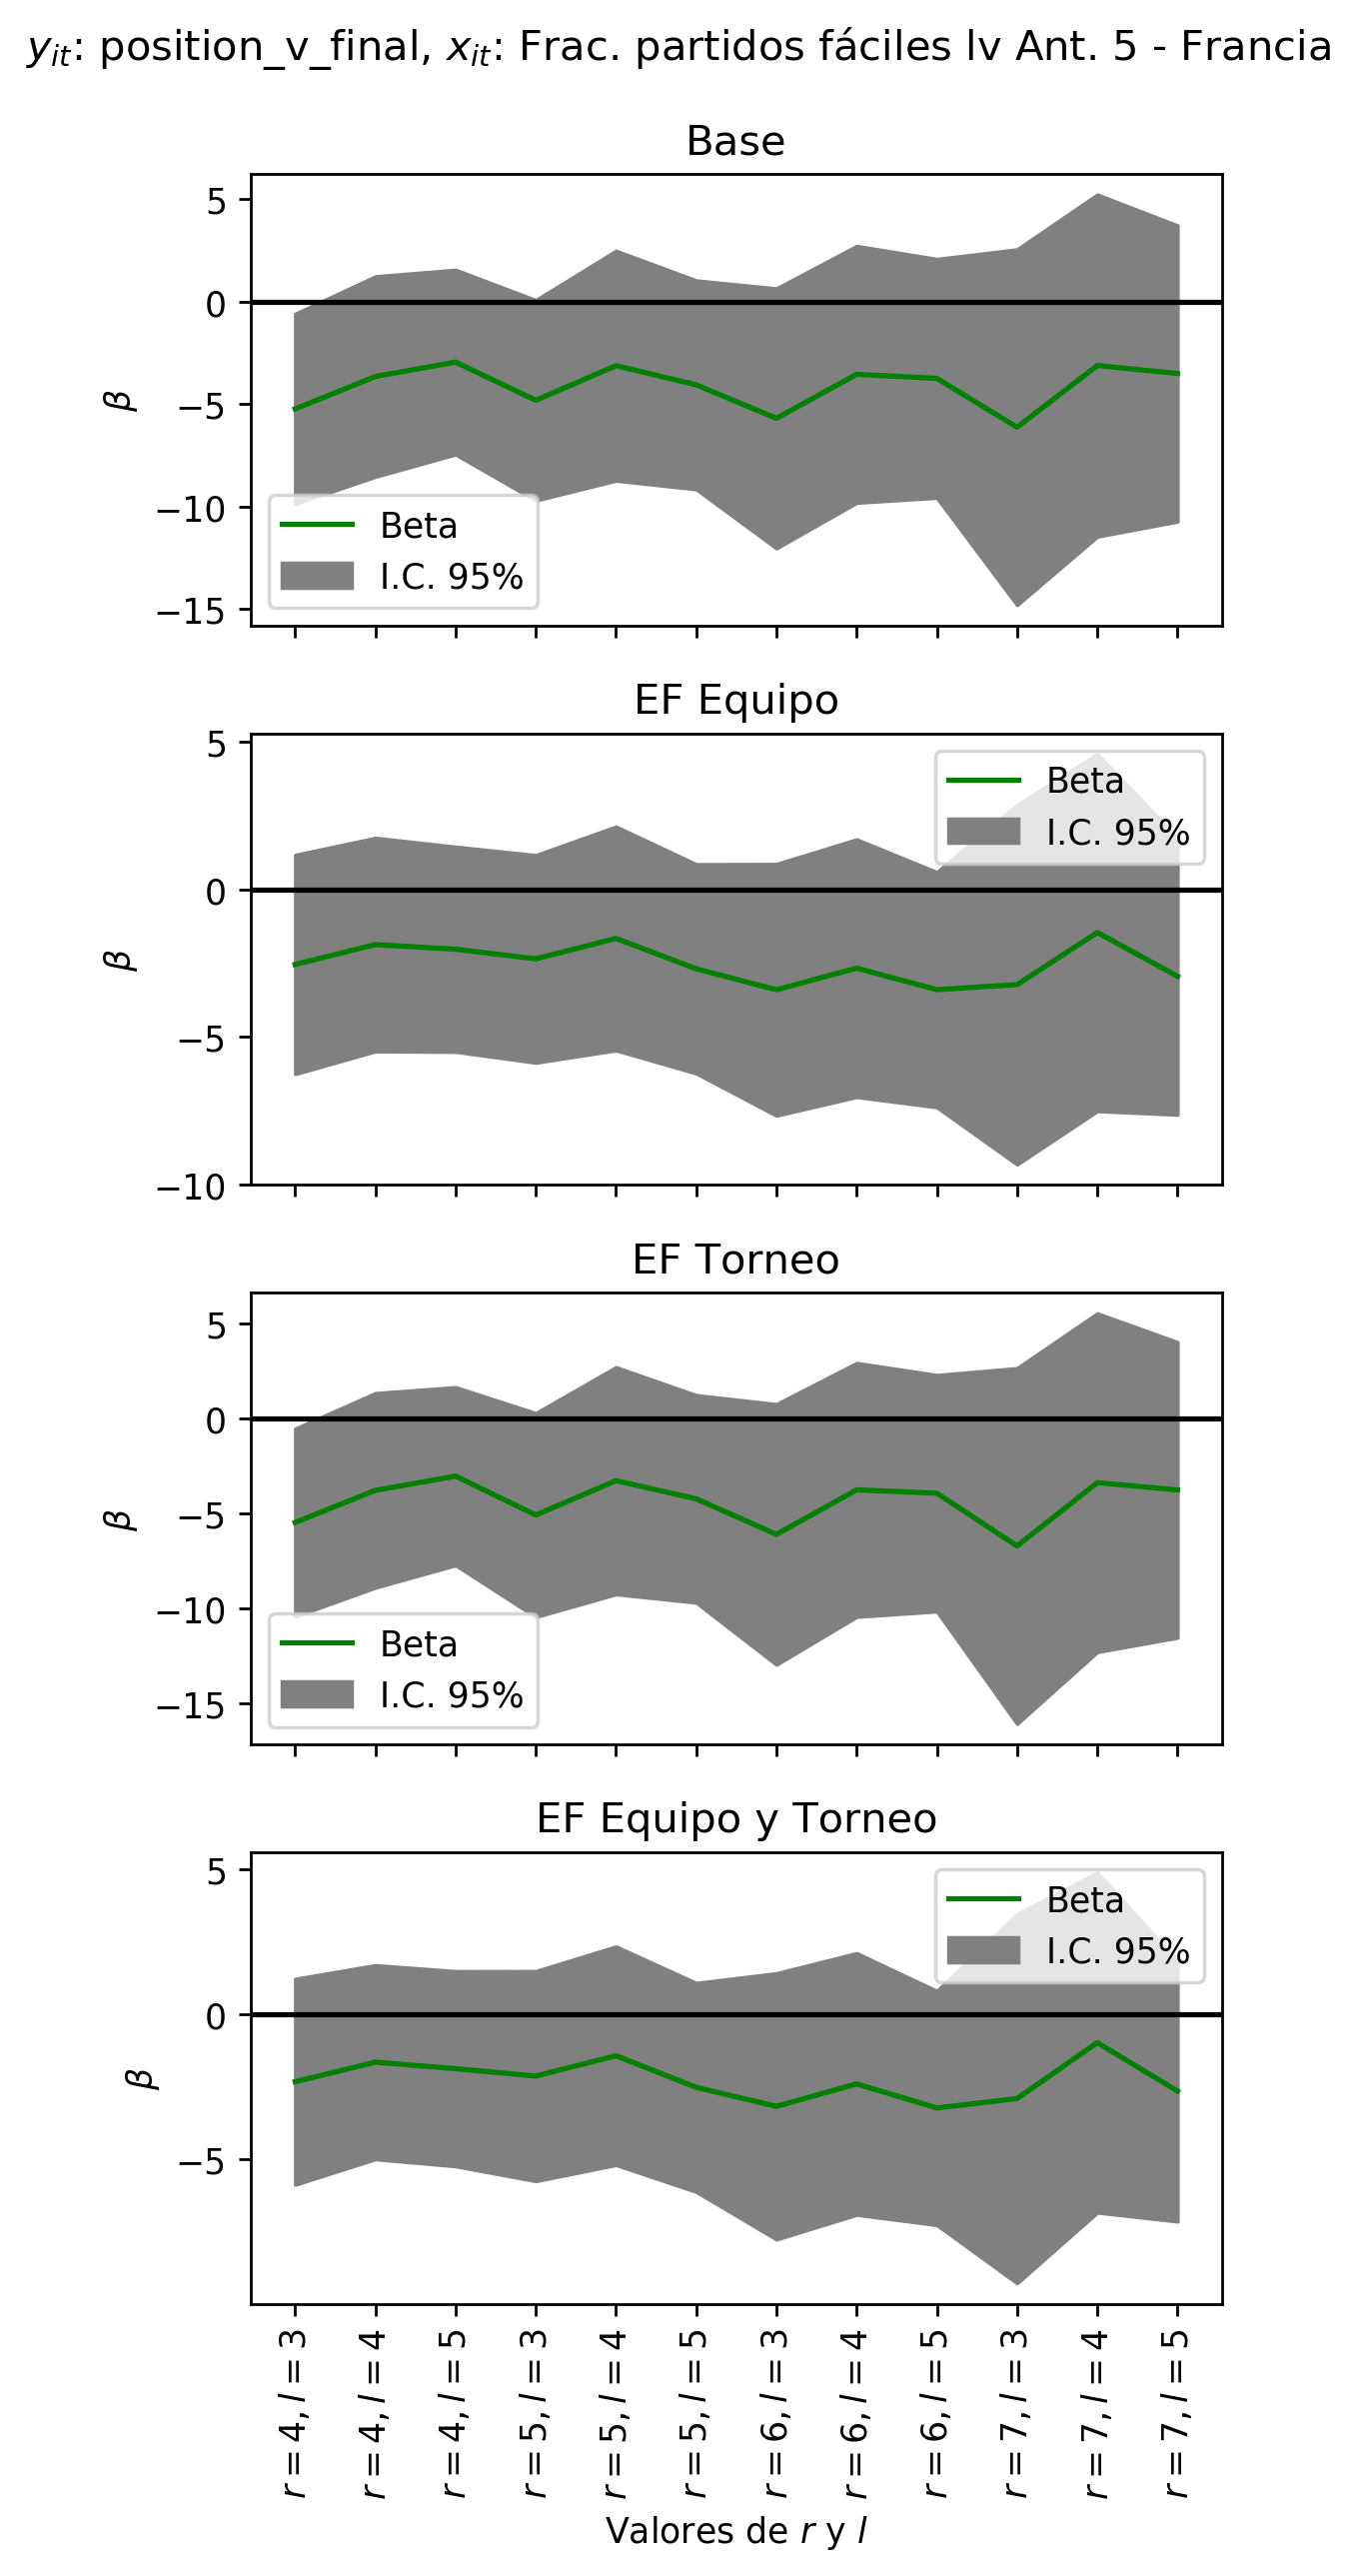 y_it: position_v_final, x_it: Frac. partidos fáciles lv Ant. 5 - Francia
Base
5
0
−5
−10
−15
β
Beta
I.C. 95%
EF Equipo
5
0
−5
−10
β
Beta
I.C. 95%
EF Torneo
5
0
−5
−10
−15
β
Beta
I.C. 95%
EF Equipo y Torneo
5
0
−5
β
Beta
I.C. 95%
r = 4, l = 3
r = 4, l = 4
r = 4, l = 5
r = 5, l = 3
r = 5, l = 4
r = 5, l = 5
r = 6, l = 3
r = 6, l = 4
r = 6, l = 5
r = 7, l = 3
r = 7, l = 4
r = 7, l = 5
Valores de r y l